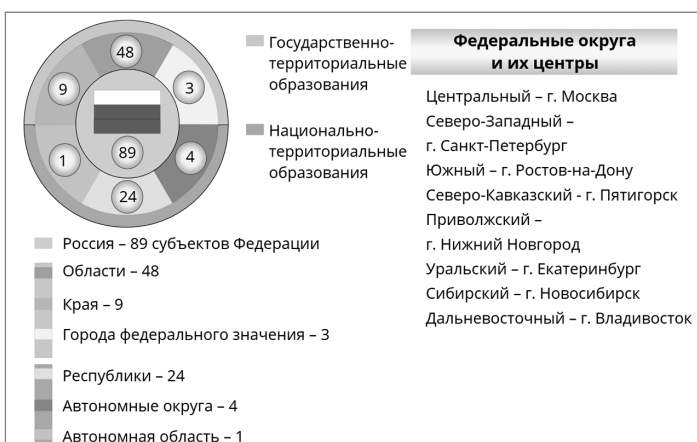 48
9
3
89
1
4
24
Государственно-
территориальные
образования
Национально-
территориальные
образования
Россия – 89 субъектов Федерации
Области – 48
Края – 9
Города федерального значения – 3
Республики – 24
Автономные округа – 4
Автономная область – 1
Федеральные округа
и их центры
Центральный – г. Москва
Северо-Западный –
г. Санкт-Петербург
Южный – г. Ростов-на-Дону
Северо-Кавказский - г. Пятигорск
Приволжский –
г. Нижний Новгород
Уральский – г. Екатеринбург
Сибирский – г. Новосибирск
Дальневосточный – г. Владивосток